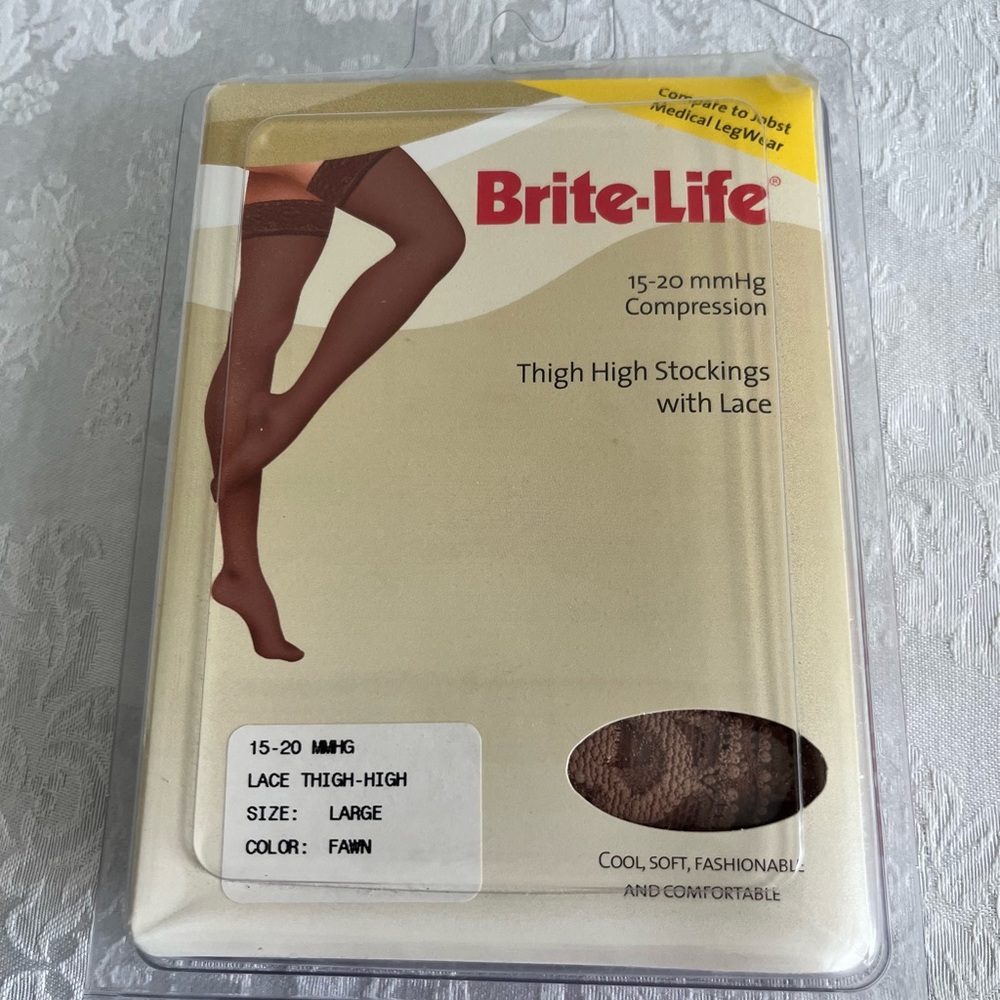 Compare to Jobst
Medical LegWear
Brite-Life®
15-20 mmHg
Compression
Thigh High Stockings
with Lace
15-20 MMHG
LACE THIGH-HIGH
SIZE: LARGE
COLOR: FAWN
COOL, SOFT, FASHIONABLE
AND COMFORTABLE